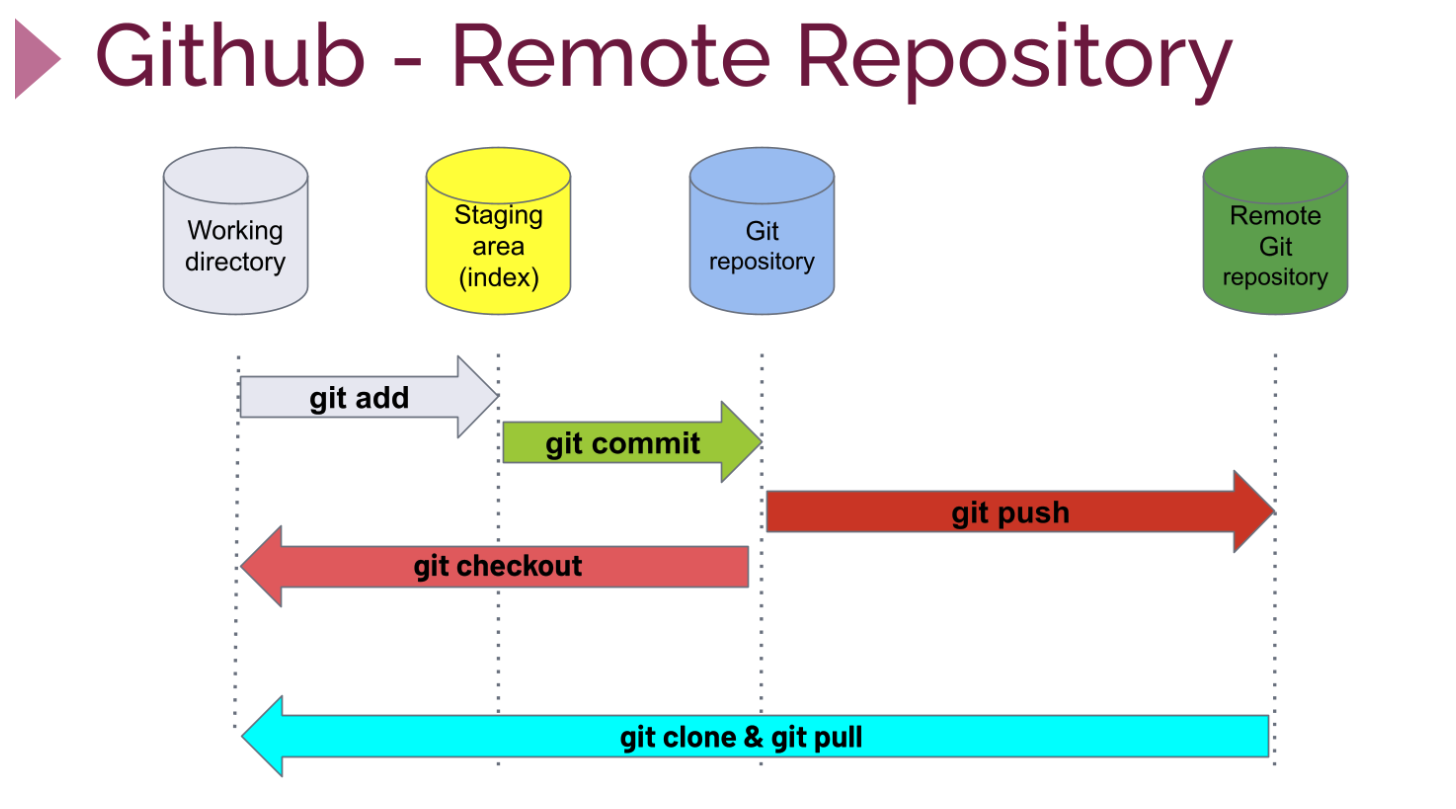 Github - Remote Repository
Working
directory
Staging
area
(index)
Git
repository
Remote
Git
repository
git add
git commit
git push
git checkout
git clone & git pull